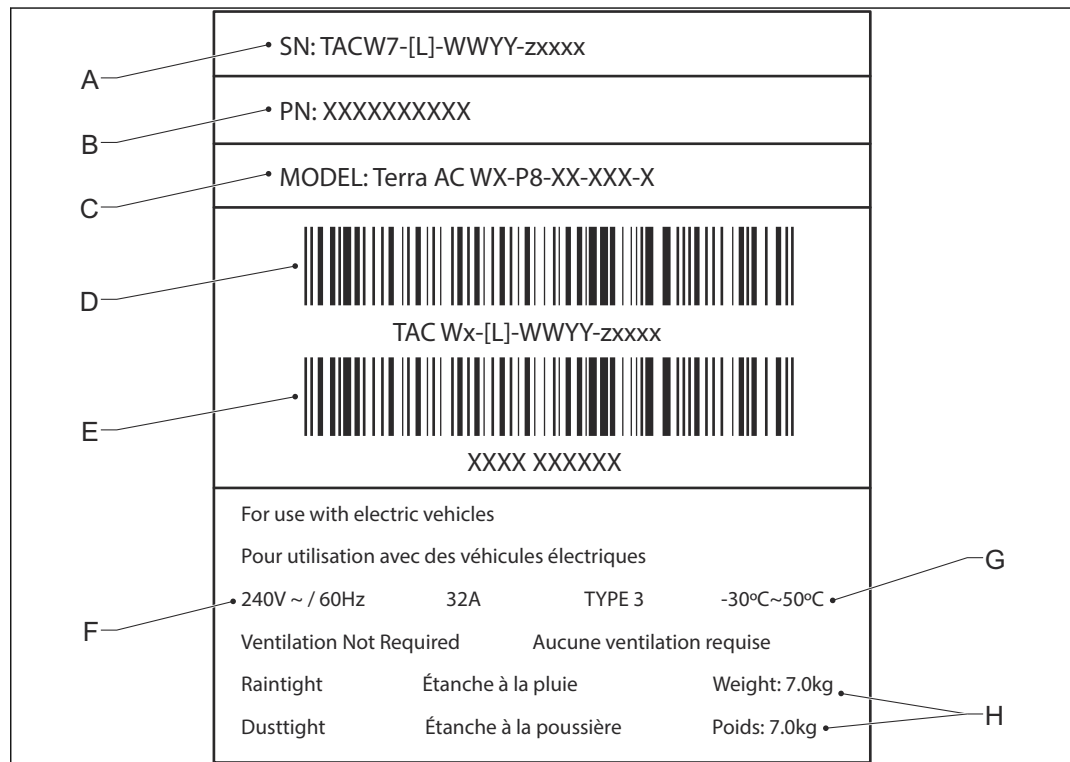 A
SN: TACW7-[L]-WWYY-zxxxx
B
PN: XXXXXXXXXX
C
MODEL: Terra AC WX-P8-XX-XXX-X
D
TAC Wx-[L]-WWYY-zxxxx
E
XXXX XXXXXX
For use with electric vehicles
Pour utilisation avec des véhicules électriques
G
F
240V ~ / 60Hz 32A TYPE 3 -30ºC~50ºC
Ventilation Not Required Aucune ventilation requise
Raintight Étanche à la pluie Weight: 7.0kg
H
Dusttight Étanche à la poussière Poids: 7.0kg